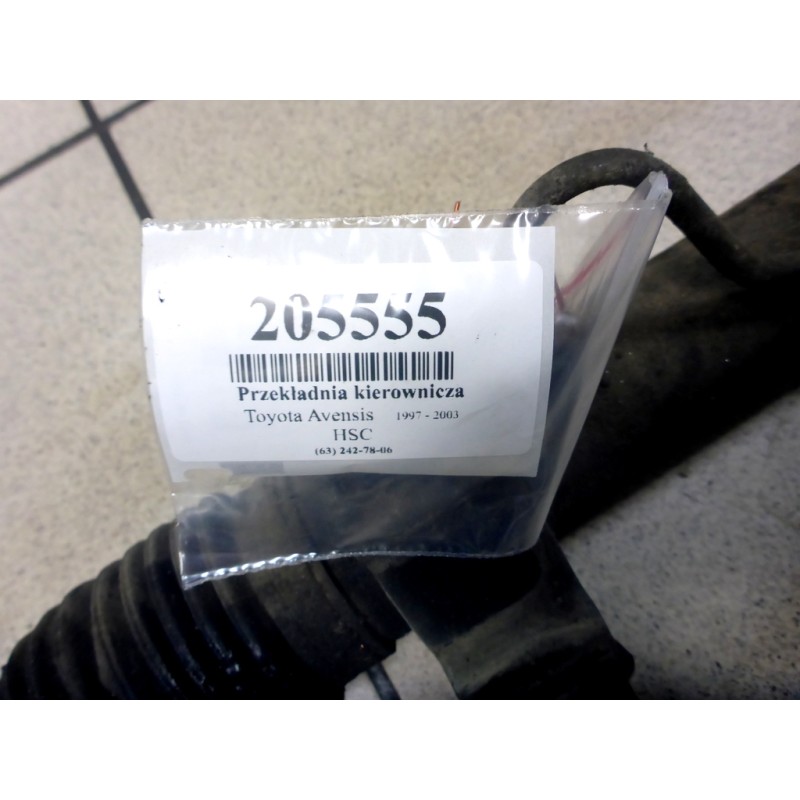 205555
Przekładnia kierownicza
Toyota Avensis 1997 - 2003
HSC
(63) 242-78-06